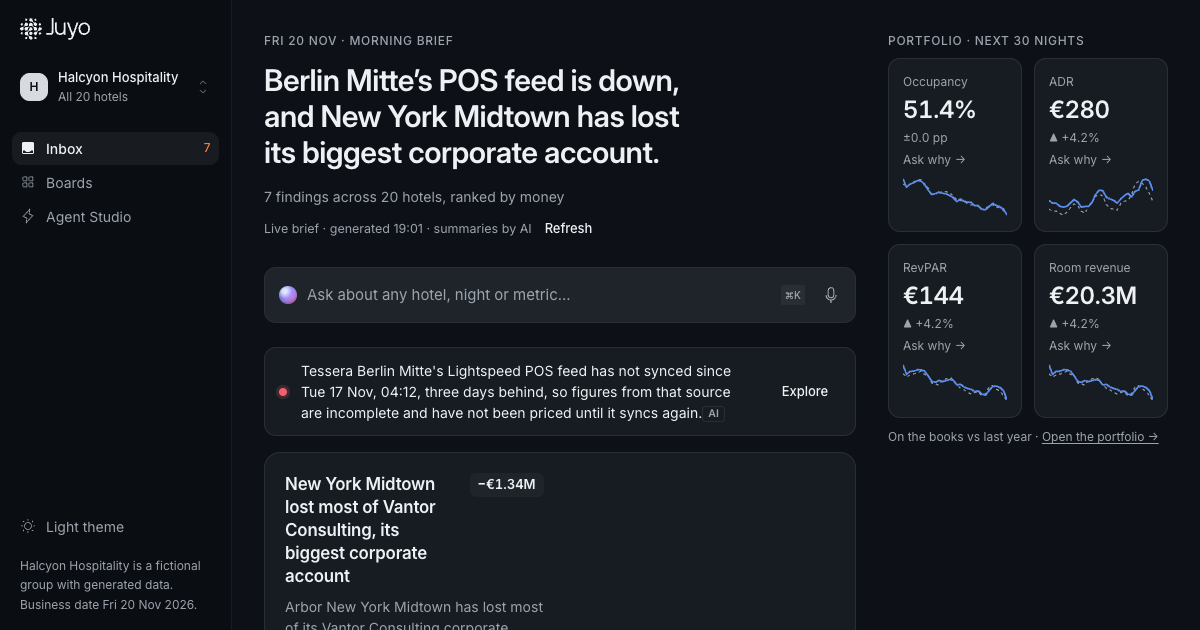 Juyo
H
Halcyon Hospitality
All 20 hotels
Inbox
7
Boards
Agent Studio
Light theme
Halcyon Hospitality is a fictional
group with generated data.
Business date Fri 20 Nov 2026.
FRI 20 NOV · MORNING BRIEF
Berlin Mitte’s POS feed is down,
and New York Midtown has lost
its biggest corporate account.
7 findings across 20 hotels, ranked by money
Live brief · generated 19:01 · summaries by AI Refresh
Ask about any hotel, night or metric...
⌘K
Tessera Berlin Mitte's Lightspeed POS feed has not synced since
Tue 17 Nov, 04:12, three days behind, so figures from that source
are incomplete and have not been priced until it syncs again. AI
Explore
New York Midtown
lost most of Vantor
Consulting, its
biggest corporate
account
−€1.34M
Arbor New York Midtown has lost most
of its Vantor Consulting corporate
PORTFOLIO · NEXT 30 NIGHTS
Occupancy
51.4%
±0.0 pp
Ask why →
ADR
€280
▲ +4.2%
Ask why →
RevPAR
€144
▲ +4.2%
Ask why →
Room revenue
€20.3M
▲ +4.2%
Ask why →
On the books vs last year · Open the portfolio →